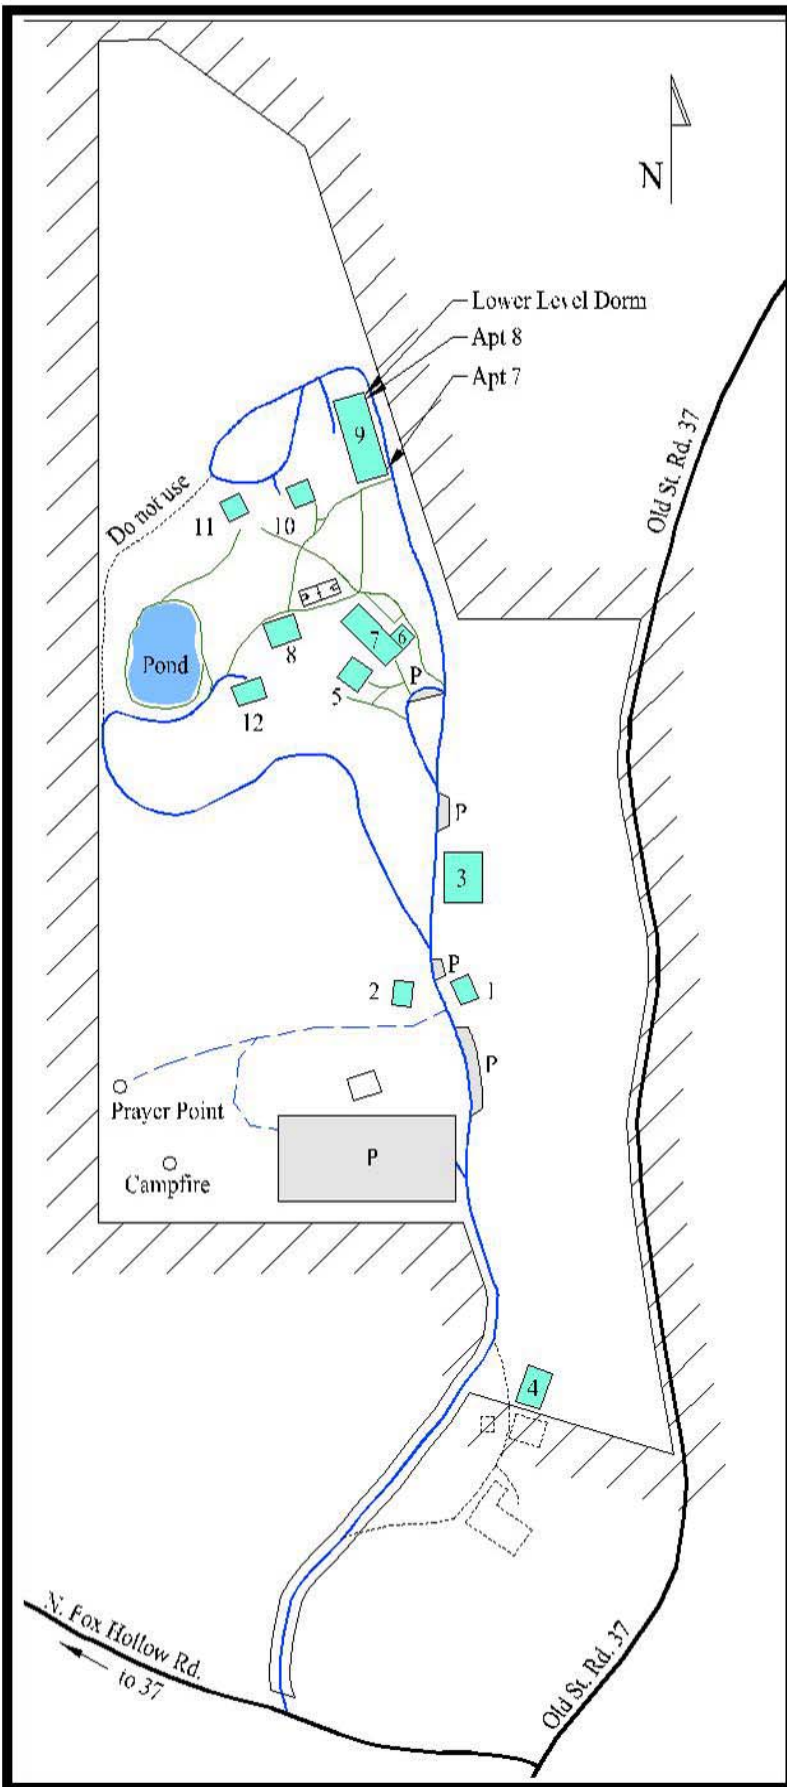 N
Lower Level Dorm
Apt 8
Apt 7
Old St. Rd. 37
9
Do not use
11
10
7
6
Pond
8
5
P
12
P
3
P
2
1
P
Prayer Point
P
Campfire
4
N. Fox Hollow Rd.
to 37
Old St. Rd. 37